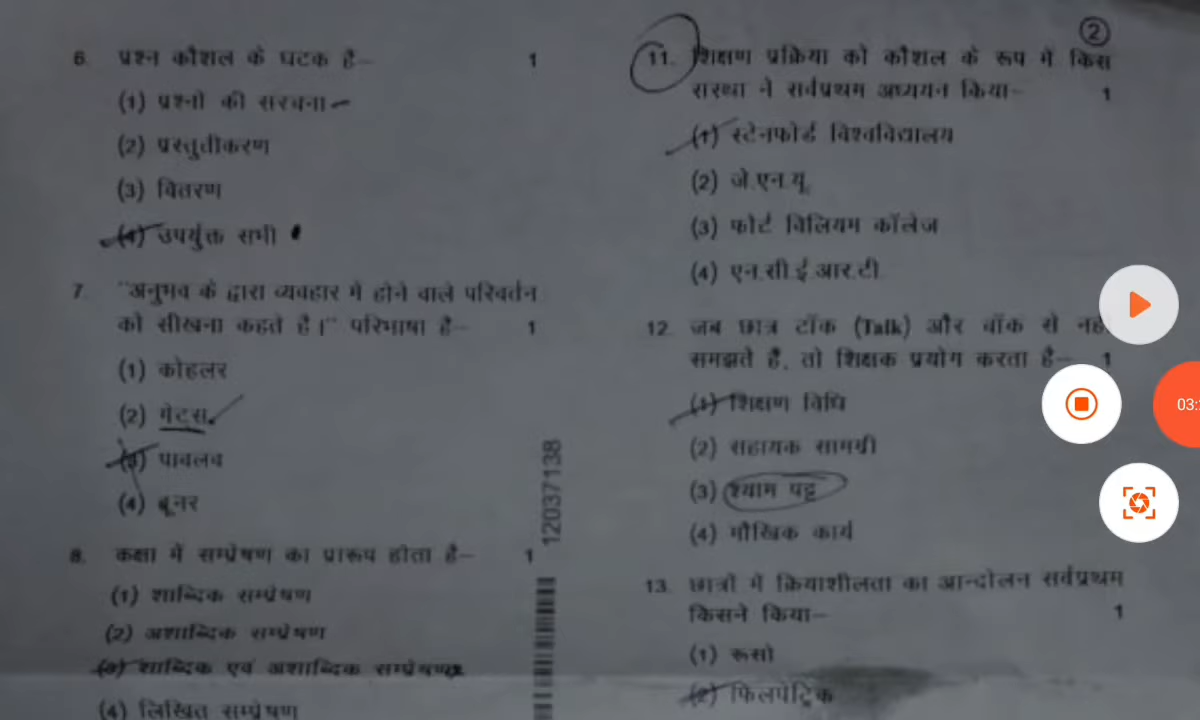 6. प्रश्न कौशल के घटक है– 1
(1) प्रश्नों की सरंचना
(2) प्रस्तुतीकरण
(3) वितरण
(4) उपर्युक्त सभी
7. "अनुभव के द्वारा व्यवहार मे होने वाले परिवर्तन
को सीखना कहते है।" परिभाषा है– 1
(1) कोहलर
(2) गेट्स
(3) पावलव
(4) ब्रूनर
8. कक्षा में सम्प्रेषण का प्रारूप होता है– 1
(1) शाब्दिक सम्प्रेषण
(2) अशाब्दिक सम्प्रेषण
(3) शाब्दिक एवं अशाब्दिक सम्प्रेषण
(4) लिखित सम्प्रेषण
12037138
2
11. शिक्षण प्रक्रिया को कौशल के रूप में किस
संस्था ने सर्वप्रथम अध्ययन किया– 1
(1) स्टेनफोर्ड विश्वविद्यालय
(2) जे.एन.यू.
(3) फोर्ट विलियम कॉलेज
(4) एन.सी.ई.आर.टी.
12. जब छात्र टॉक (Talk) और चॉक से नही
समझते हैं, तो शिक्षक प्रयोग करता है– 1
(1) शिक्षण विधि
(2) सहायक सामग्री
(3) श्याम पट्ट
(4) मौखिक कार्य
13. छात्रों में क्रियाशीलता का आन्दोलन सर्वप्रथम
किसने किया– 1
(1) रूसो
(2) फिलपेट्रिक